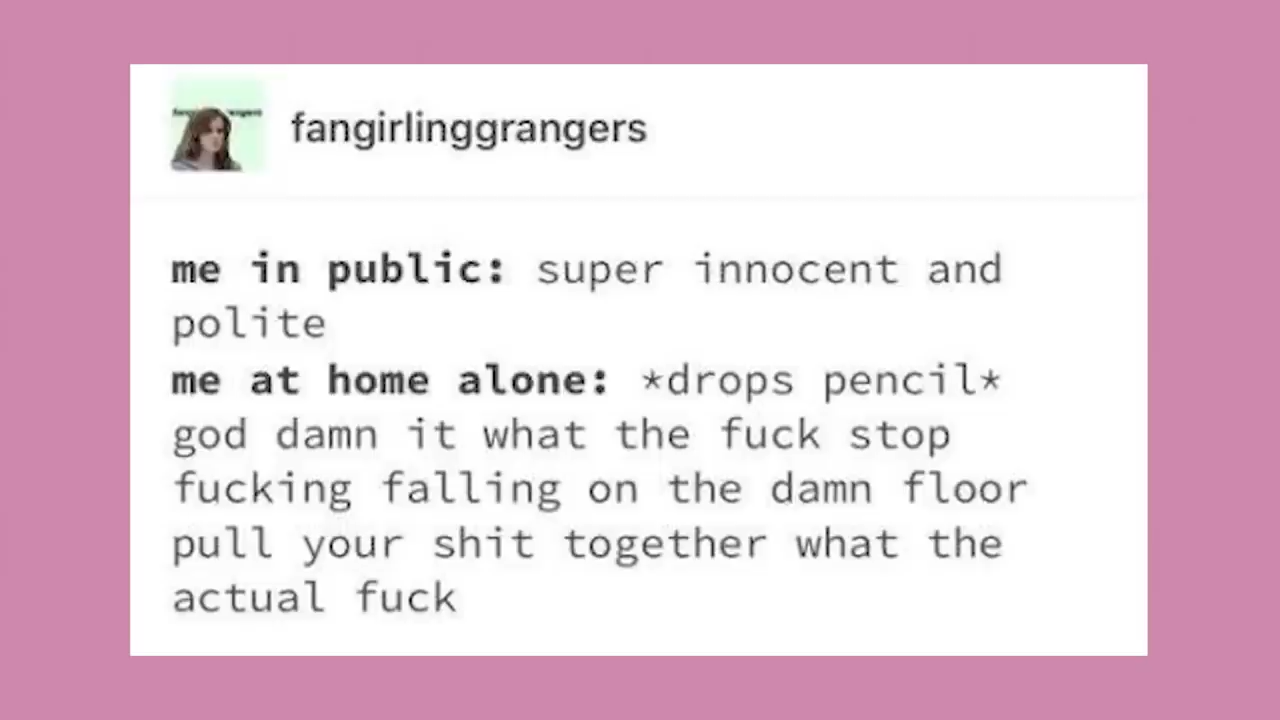 fangirlinggrangers
me in public: super innocent and
polite
me at home alone: *drops pencil*
god damn it what the fuck stop
fucking falling on the damn floor
pull your shit together what the
actual fuck